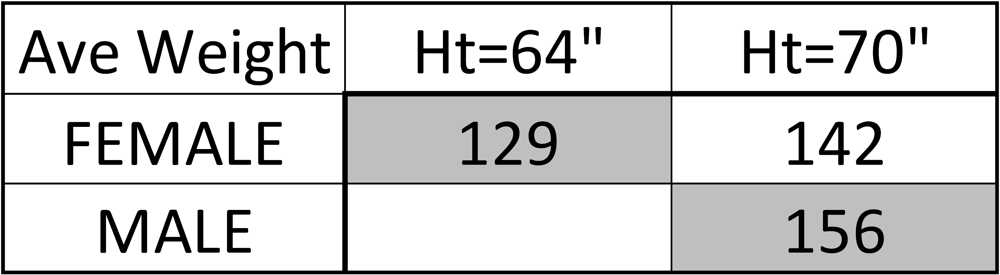 Ave Weight Ht=64" Ht=70"
FEMALE 129 142
MALE 156